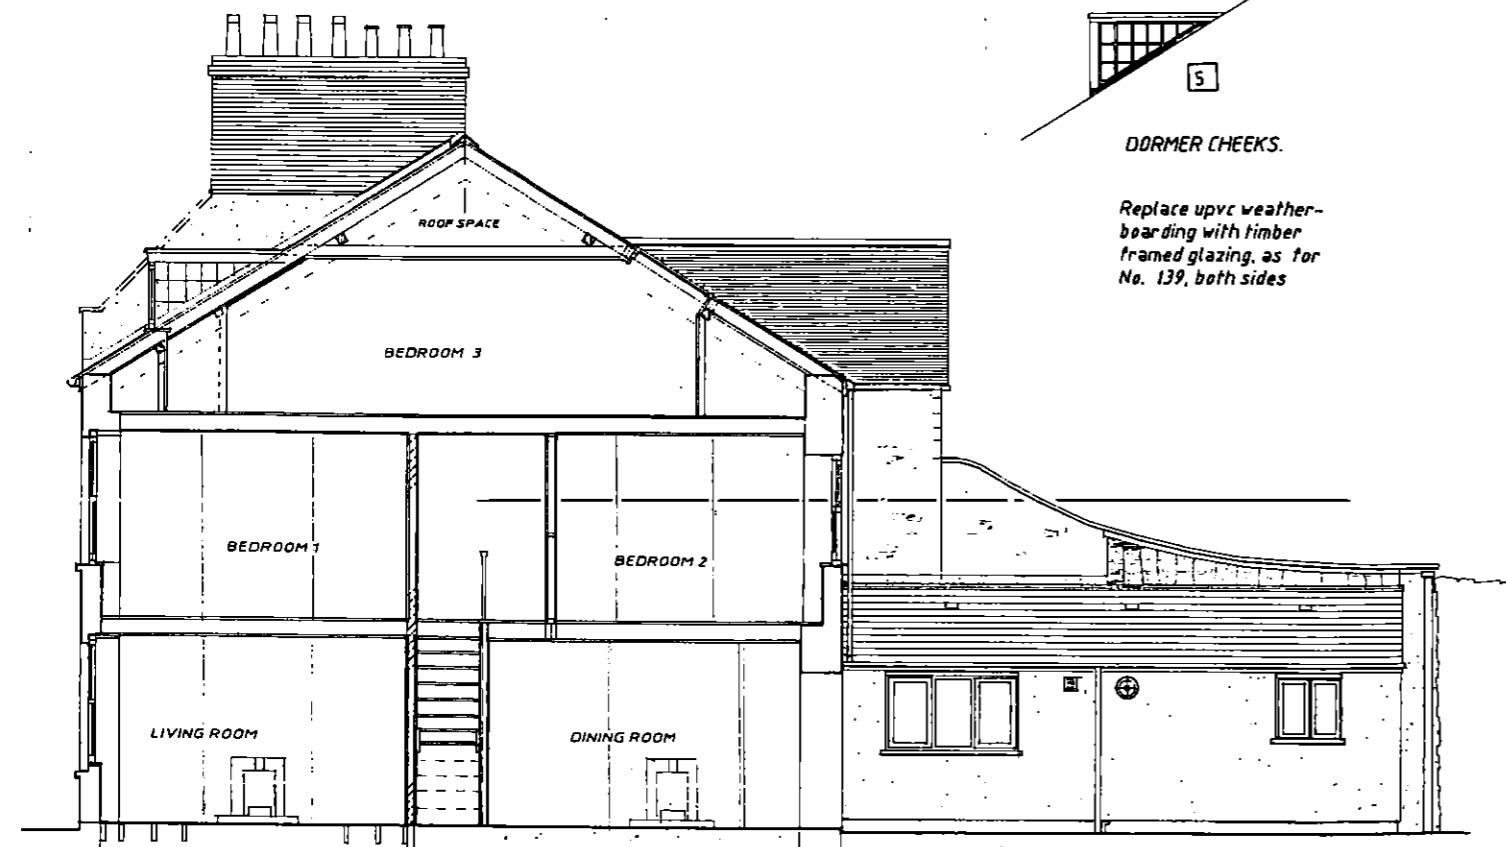 5
DORMER CHEEKS.
Replace upvc weather-
boarding with timber
framed glazing, as for
No. 139, both sides
ROOF SPACE
BEDROOM 3
BEDROOM 1
BEDROOM 2
LIVING ROOM
DINING ROOM